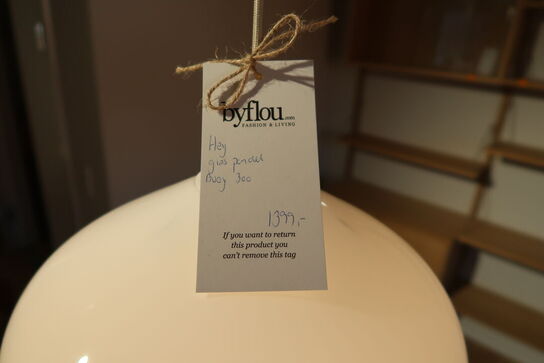 byflou.com
FASHION & LIVING
Hay
glas pendel
Buoy 300
1399,-
If you want to return
this product you
can't remove this tag